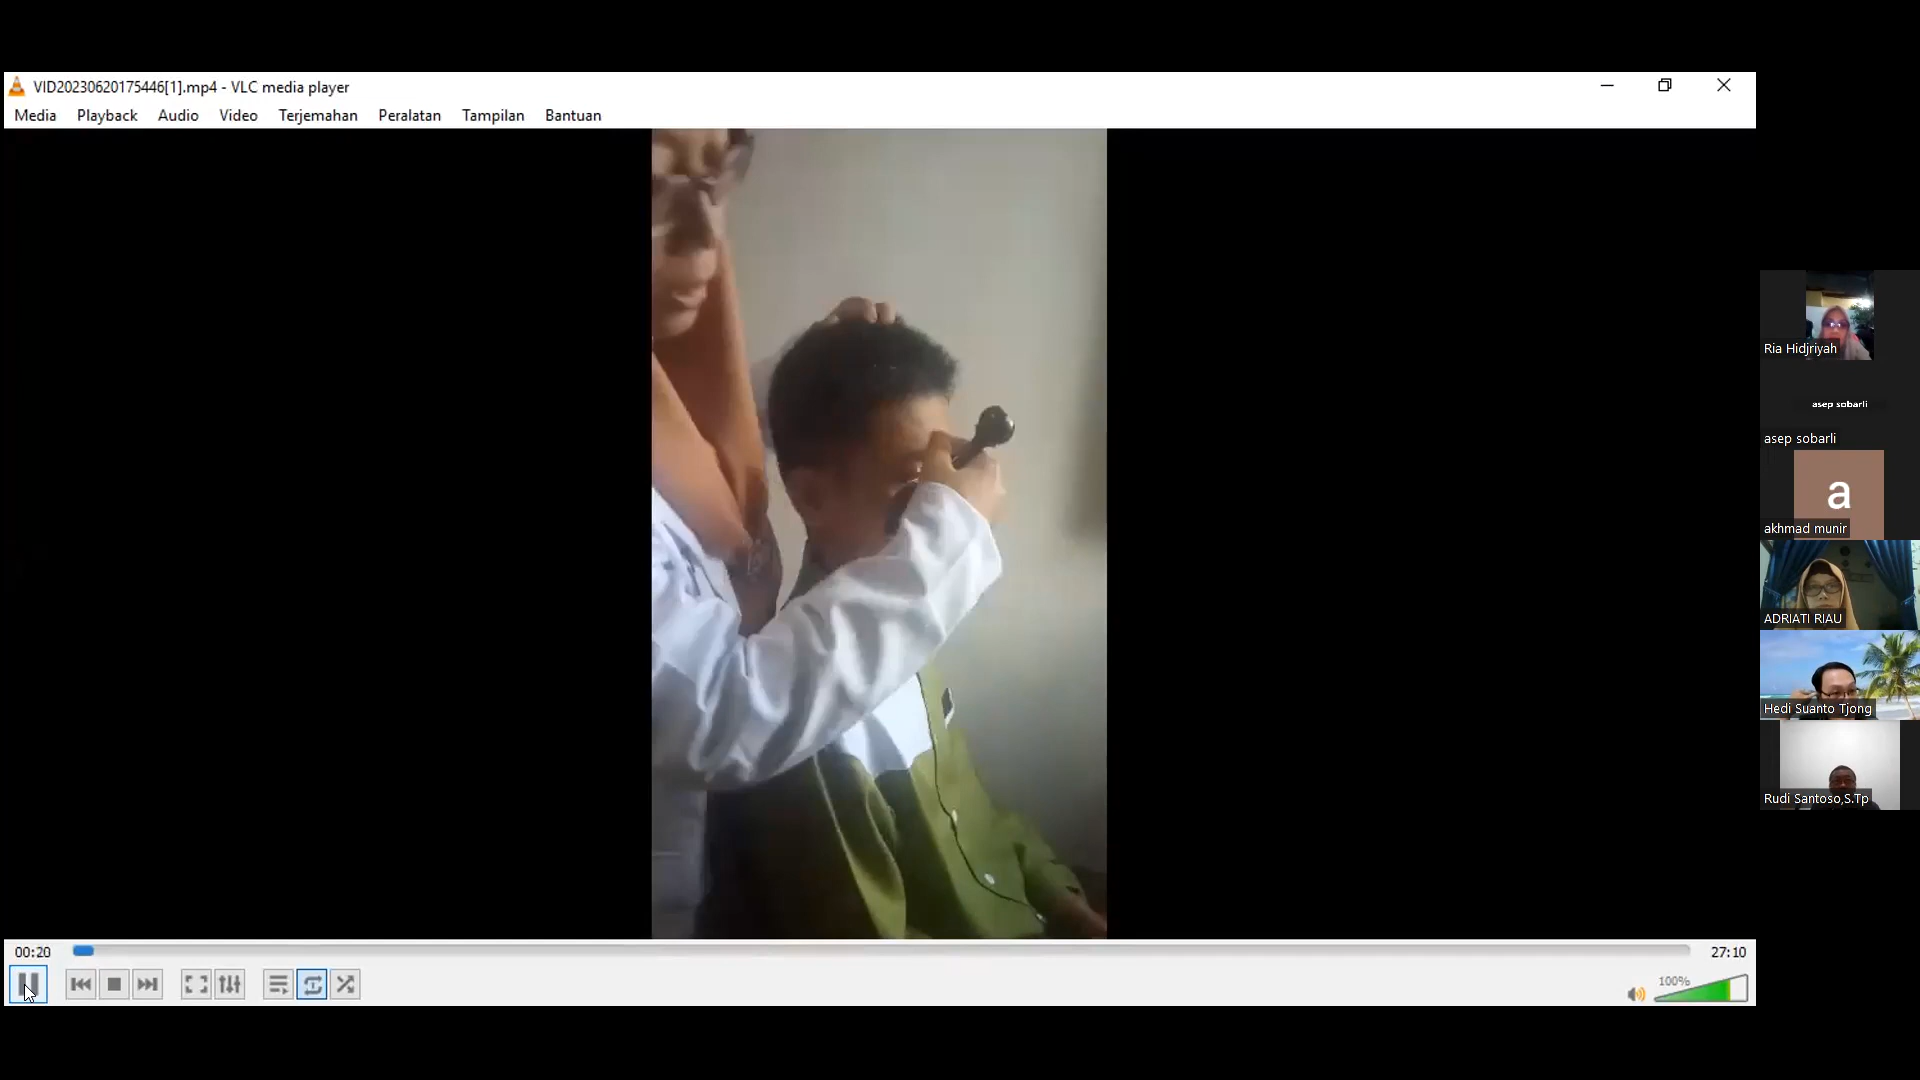 VID20230620175446[1].mp4 - VLC media player
Media Playback Audio Video Terjemahan Peralatan Tampilan Bantuan
Ria Hidjriyah
asep sobarli
asep sobarli
a
akhmad munir
ADRIATI RIAU
Hedi Suanto Tjong
Rudi Santoso,S.Tp
00:20
27:10
100%